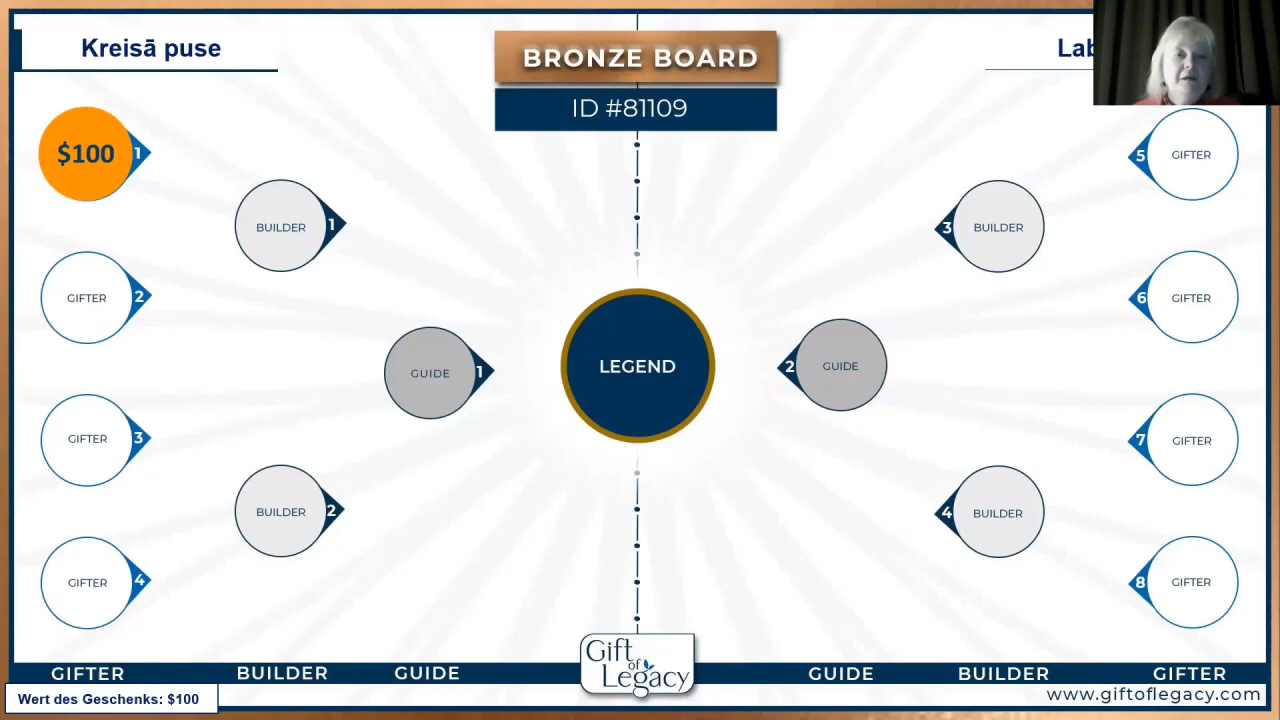 Kreisā puse
BRONZE BOARD
Lab
ID #81109
$100
1
5
GIFTER
BUILDER
1
3
BUILDER
GIFTER
2
6
GIFTER
LEGEND
GUIDE
1
2
GUIDE
GIFTER
3
7
GIFTER
BUILDER
2
4
BUILDER
GIFTER
4
8
GIFTER
Gift
of
Legacy
GIFTER
BUILDER
GUIDE
GUIDE
BUILDER
GIFTER
Wert des Geschenks: $100
www.giftoflegacy.com